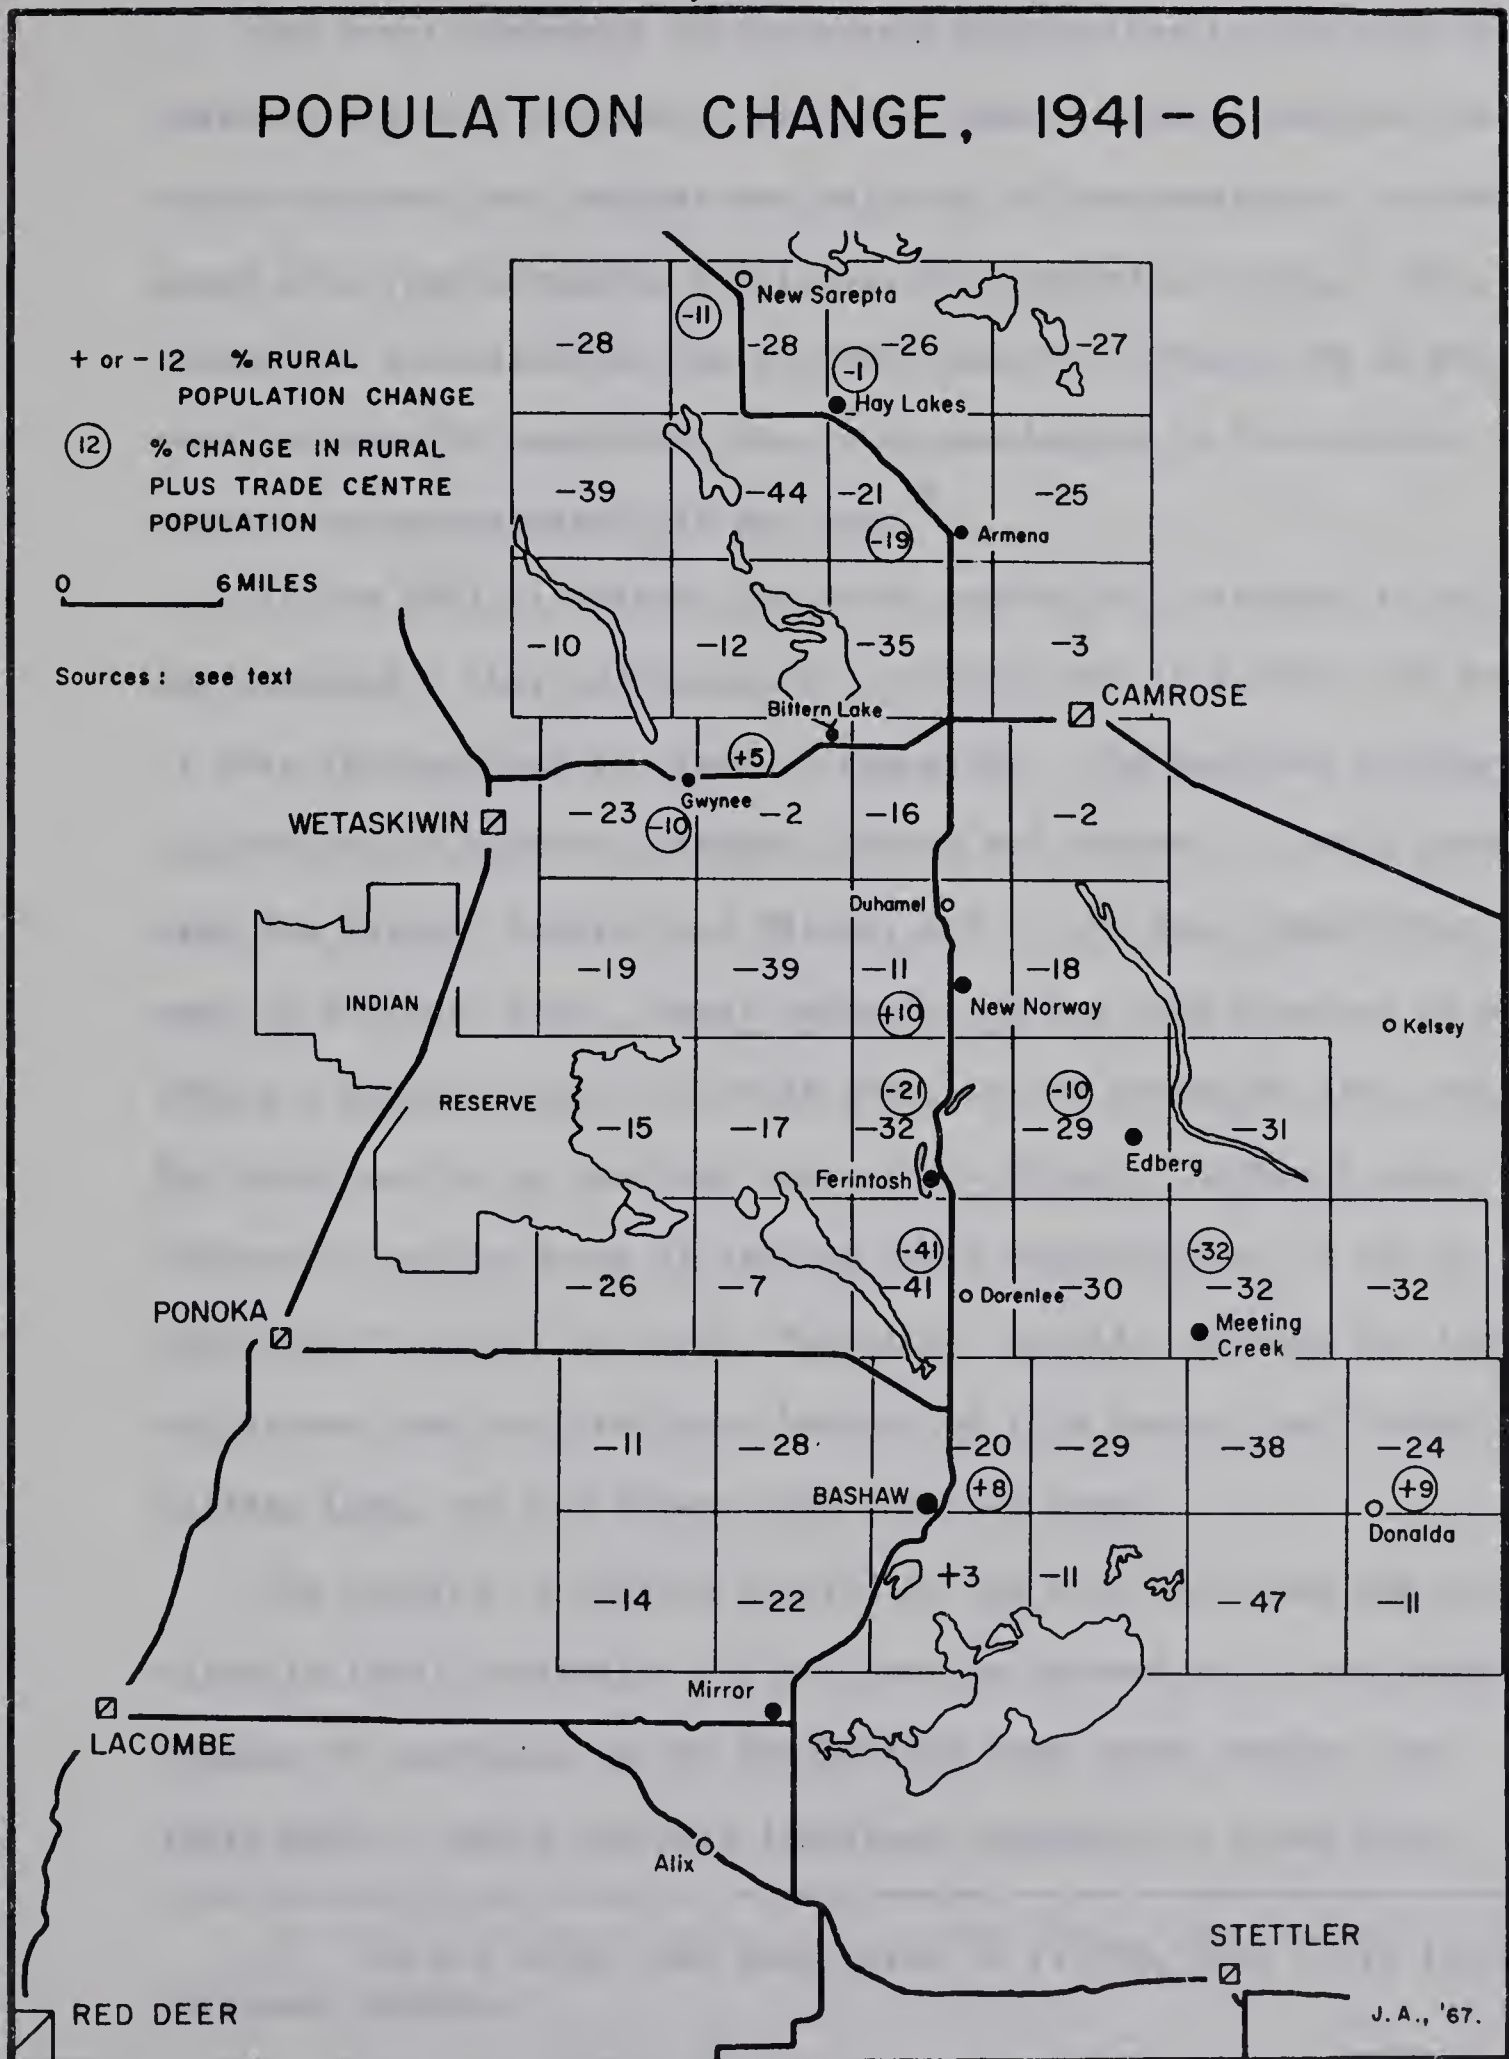 POPULATION CHANGE, 1941-61
+ or -12 % RURAL
POPULATION CHANGE
12 % CHANGE IN RURAL
PLUS TRADE CENTRE
POPULATION
0 6 MILES
Sources: see text
New Sarepta
-11
-28 -28 -26 -27
-1
Hay Lakes
-39 -44 -21 -25
-19
Armena
-10 -12 -35 -3
CAMROSE
Bittern Lake
+5
Gwynee
WETASKIWIN
-23 -10 -2 -16 -2
Duhamel
-19 -39 -11 -18
INDIAN
+10
New Norway
Kelsey
-21 -10
RESERVE
-15 -17 -32 -29 -31
Edberg
Ferintosh
-41 -32
-26 -7 -41 Dorenlee -30 -32 -32
PONOKA
Meeting
Creek
-11 -28 -20 -29 -38 -24
BASHAW +8 +9
Donalda
-14 -22 +3 -11 -47 -11
Mirror
LACOMBE
Alix
STETTLER
RED DEER
J. A., '67.